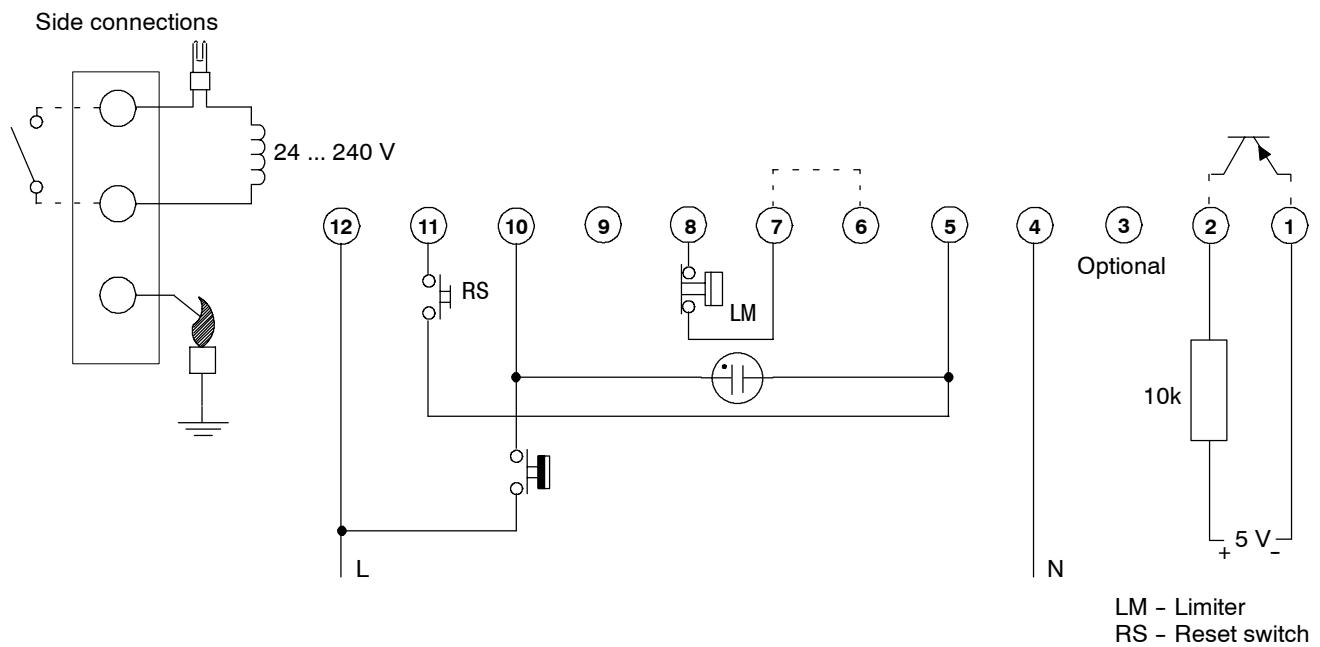 Side connections
24 ... 240 V
12 11 10 9 8 7 6 5 4 3 2 1
Optional
RS
LM
10k
5 V
+ -
L
N
LM - Limiter
RS - Reset switch